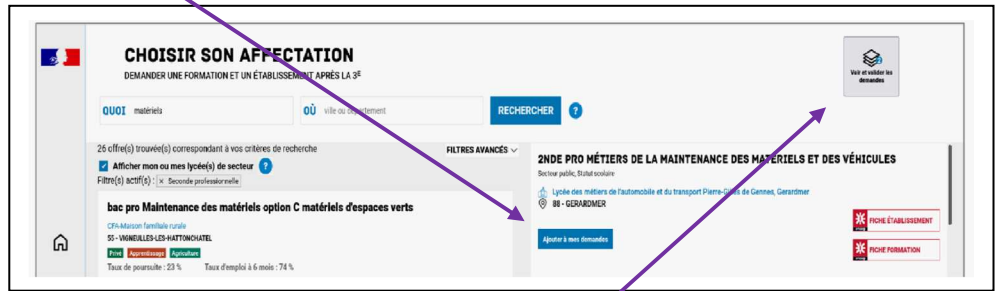 CHOISIR SON AFFECTATION
DEMANDER UNE FORMATION ET UN ÉTABLISSEMENT APRÈS LA 3E
Voir et valider les
demandes
QUOI matériels
OÙ ville ou département
RECHERCHER ?
26 offre(s) trouvée(s) correspondant à vos critères de recherche
FILTRES AVANCÉS
Afficher mon ou mes lycée(s) de secteur ?
Filtre(s) actif(s) : × Seconde professionnelle
bac pro Maintenance des matériels option C matériels d'espaces verts
CFA-Maison familiale rurale
55 - VIGNEULLES-LES-HATTONCHATEL
Privé Apprentissage Agriculture
Taux de poursuite : 23 % Taux d'emploi à 6 mois : 74 %
2NDE PRO MÉTIERS DE LA MAINTENANCE DES MATÉRIELS ET DES VÉHICULES
Secteur public, Statut scolaire
Lycée des métiers de l'automobile et du transport Pierre-Gilles de Gennes, Gerardmer
88 - GERARDMER
Ajouter à mes demandes
FICHE ÉTABLISSEMENT
FICHE FORMATION